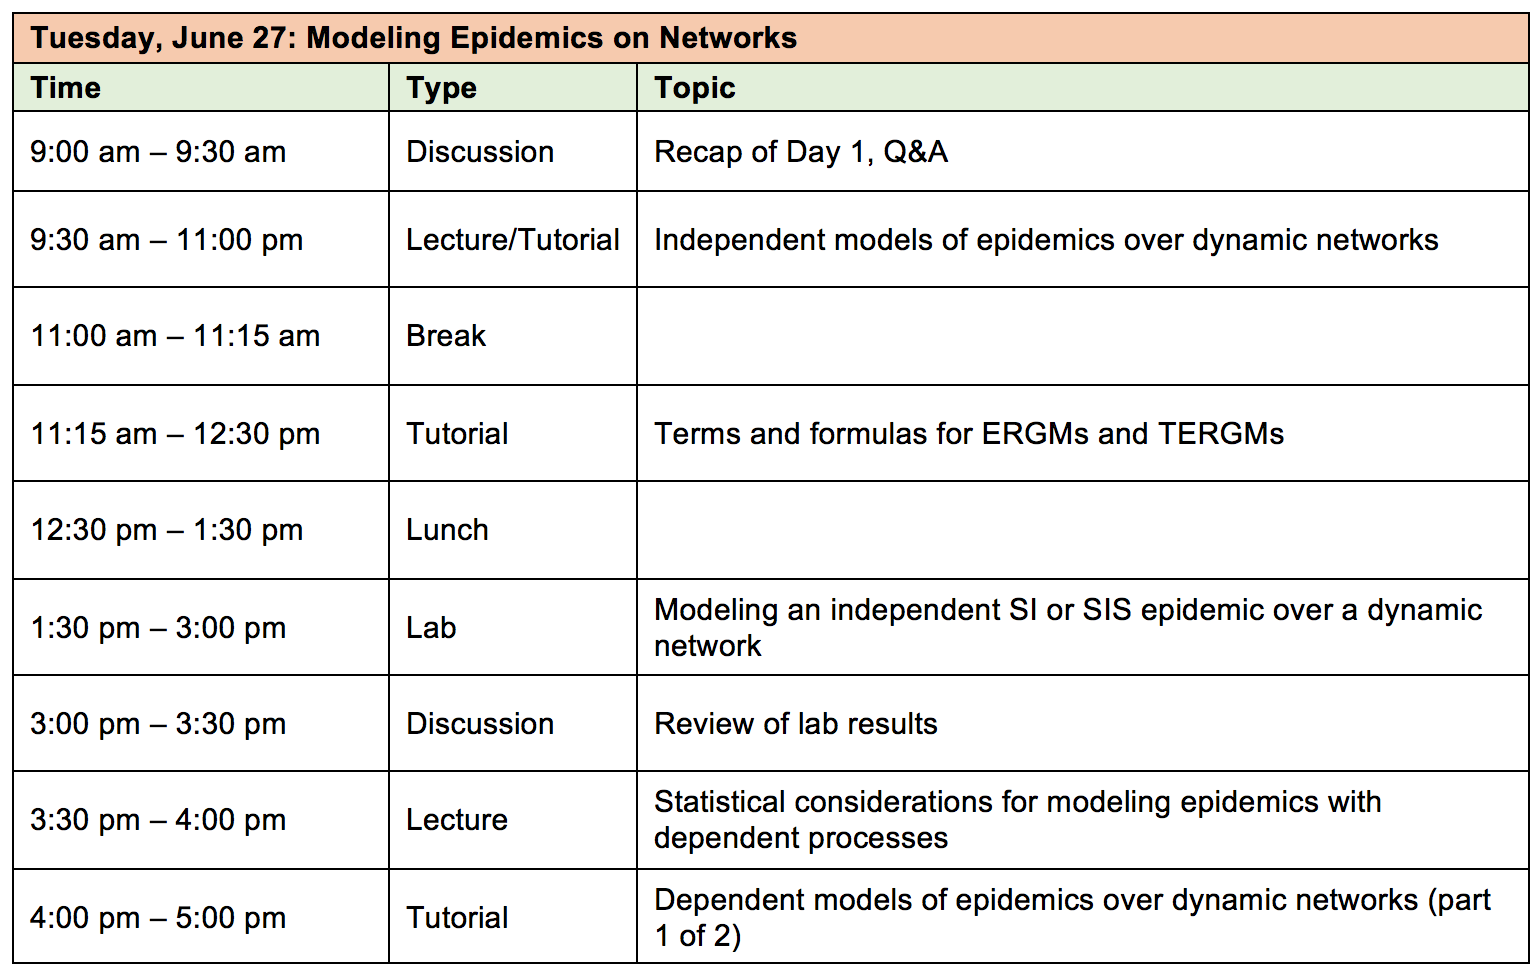 Tuesday, June 27: Modeling Epidemics on Networks
Time Type Topic
9:00 am – 9:30 am Discussion Recap of Day 1, Q&A
9:30 am – 11:00 pm Lecture/Tutorial Independent models of epidemics over dynamic networks
11:00 am – 11:15 am Break
11:15 am – 12:30 pm Tutorial Terms and formulas for ERGMs and TERGMs
12:30 pm – 1:30 pm Lunch
1:30 pm – 3:00 pm Lab Modeling an independent SI or SIS epidemic over a dynamic
network
3:00 pm – 3:30 pm Discussion Review of lab results
3:30 pm – 4:00 pm Lecture Statistical considerations for modeling epidemics with
dependent processes
4:00 pm – 5:00 pm Tutorial Dependent models of epidemics over dynamic networks (part
1 of 2)